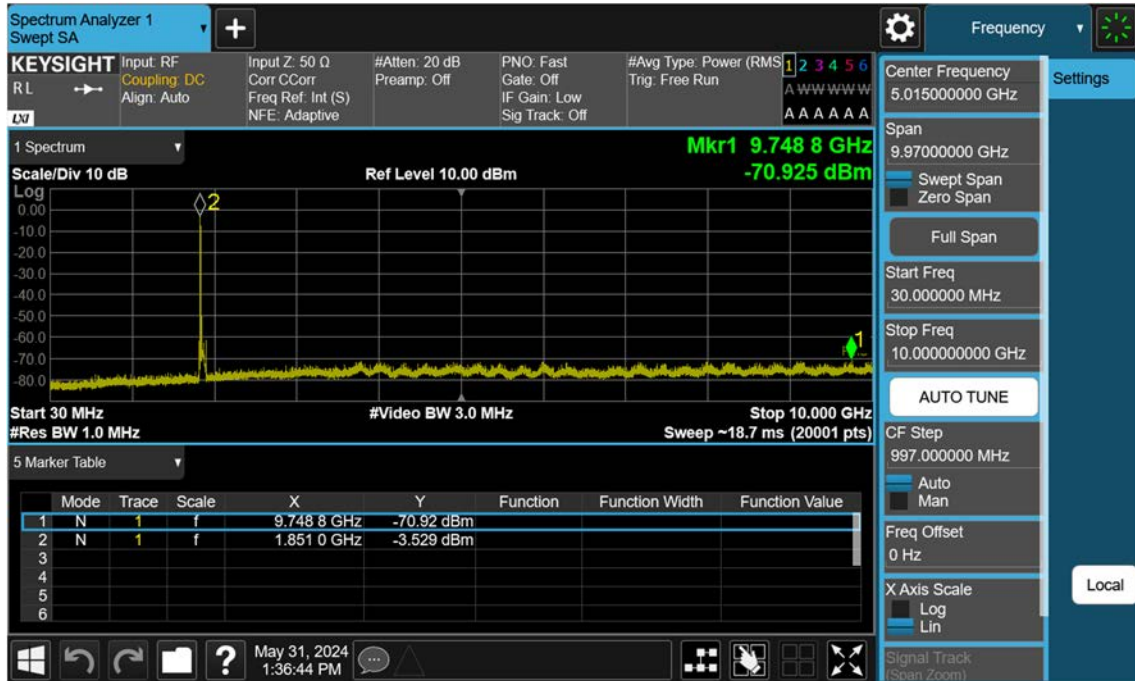 Spectrum Analyzer 1
Swept SA
Frequency
KEYSIGHT
RL
LXI
Input: RF
Coupling: DC
Align: Auto
Input Z: 50 Ω
Corr CCorr
Freq Ref: Int (S)
NFE: Adaptive
#Atten: 20 dB
Preamp: Off
PNO: Fast
Gate: Off
IF Gain: Low
Sig Track: Off
#Avg Type: Power (RMS
Trig: Free Run
1 2 3 4 5 6
A W W W W W
A A A A A A
1 Spectrum
Mkr1 9.748 8 GHz
-70.925 dBm
Scale/Div 10 dB
Ref Level 10.00 dBm
Log
0.00
-10.0
-20.0
-30.0
-40.0
-50.0
-60.0
-70.0
-80.0
2
1
Start 30 MHz
#Video BW 3.0 MHz
Stop 10.000 GHz
#Res BW 1.0 MHz
Sweep ~18.7 ms (20001 pts)
5 Marker Table
Mode Trace Scale X Y Function Function Width Function Value
1 N 1 f 9.748 8 GHz -70.92 dBm
2 N 1 f 1.851 0 GHz -3.529 dBm
3
4
5
6
May 31, 2024
1:36:44 PM
Center Frequency
5.015000000 GHz
Settings
Span
9.97000000 GHz
Swept Span
Zero Span
Full Span
Start Freq
30.000000 MHz
Stop Freq
10.000000000 GHz
AUTO TUNE
CF Step
997.000000 MHz
Auto
Man
Freq Offset
0 Hz
X Axis Scale
Log
Lin
Local
Signal Track
(Span Zoom)